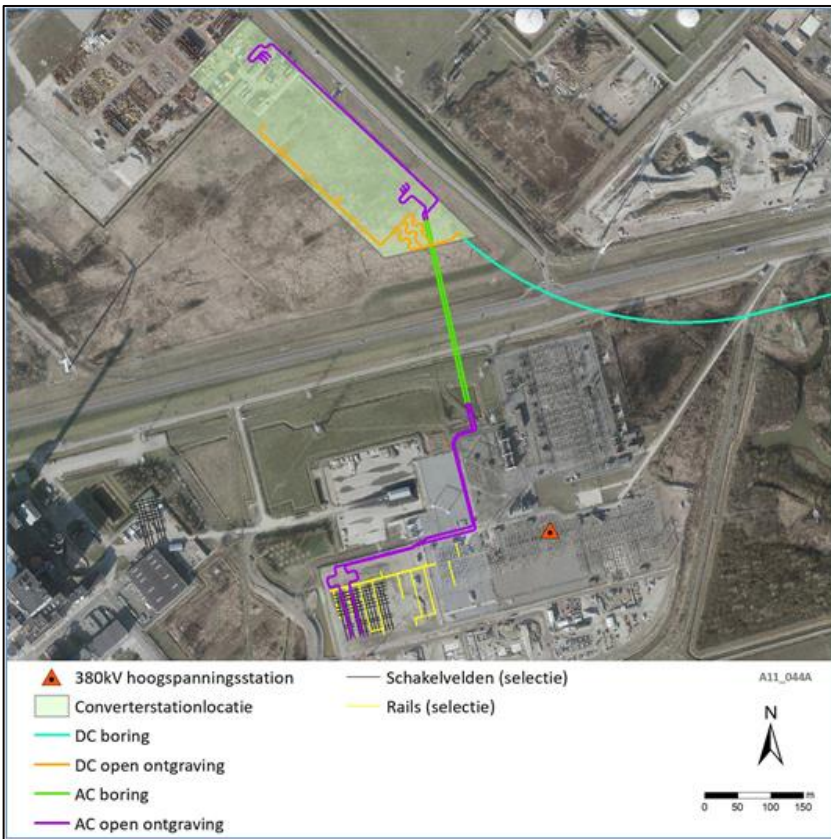 380kV hoogspanningsstation
Converterstationlocatie
DC boring
DC open ontgraving
AC boring
AC open ontgraving
Schakelvelden (selectie)
Rails (selectie)
A11_044A
N
0 50 100 150 m